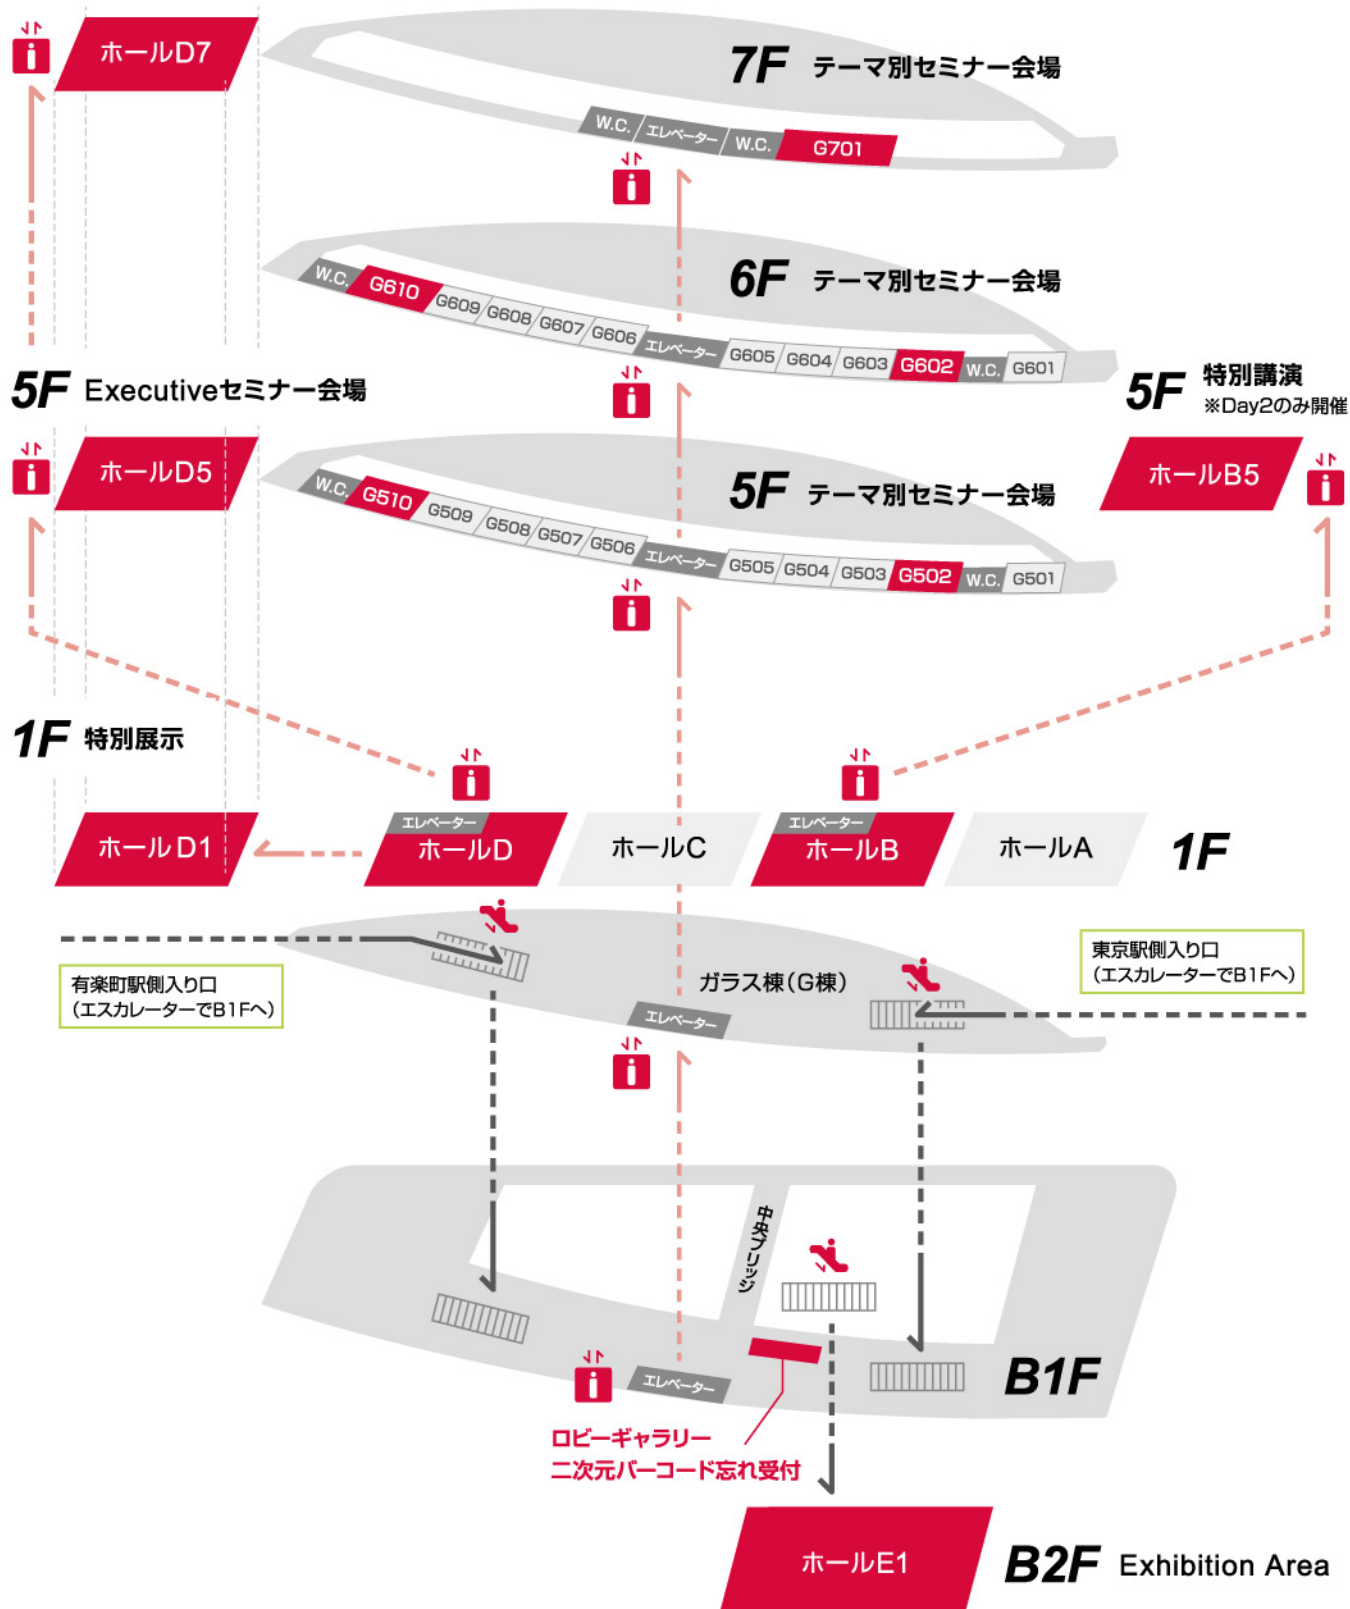 ホールD7
7F テーマ別セミナー会場
W.C.
エレベーター
W.C.
G701
6F テーマ別セミナー会場
W.C.
G610
G609
G608
G607
G606
エレベーター
G605
G604
G603
G602
W.C.
G601
5F Executiveセミナー会場
5F 特別講演
※Day2のみ開催
ホールD5
5F テーマ別セミナー会場
ホールB5
W.C.
G510
G509
G508
G507
G506
エレベーター
G505
G504
G503
G502
W.C.
G501
1F 特別展示
ホールD1
エレベーター
ホールD
ホールC
エレベーター
ホールB
ホールA
1F
有楽町駅側入り口
(エスカレーターでB1Fへ)
ガラス棟(G棟)
エレベーター
東京駅側入り口
(エスカレーターでB1Fへ)
中央ブリッジ
エレベーター
B1F
ロビーギャラリー
二次元バーコード忘れ受付
ホールE1
B2F Exhibition Area